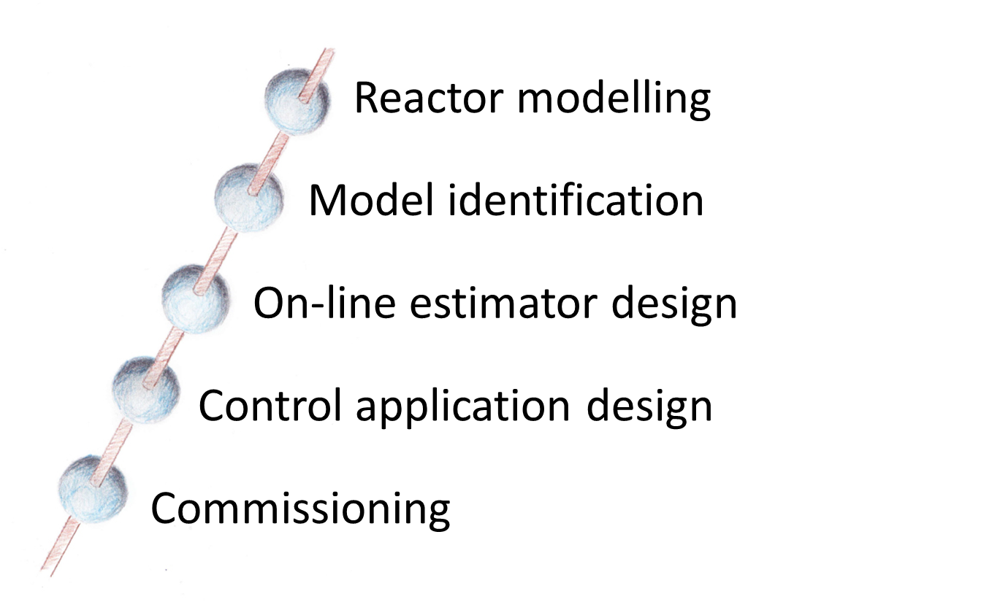 Reactor modelling
Model identification
On-line estimator design
Control application design
Commissioning